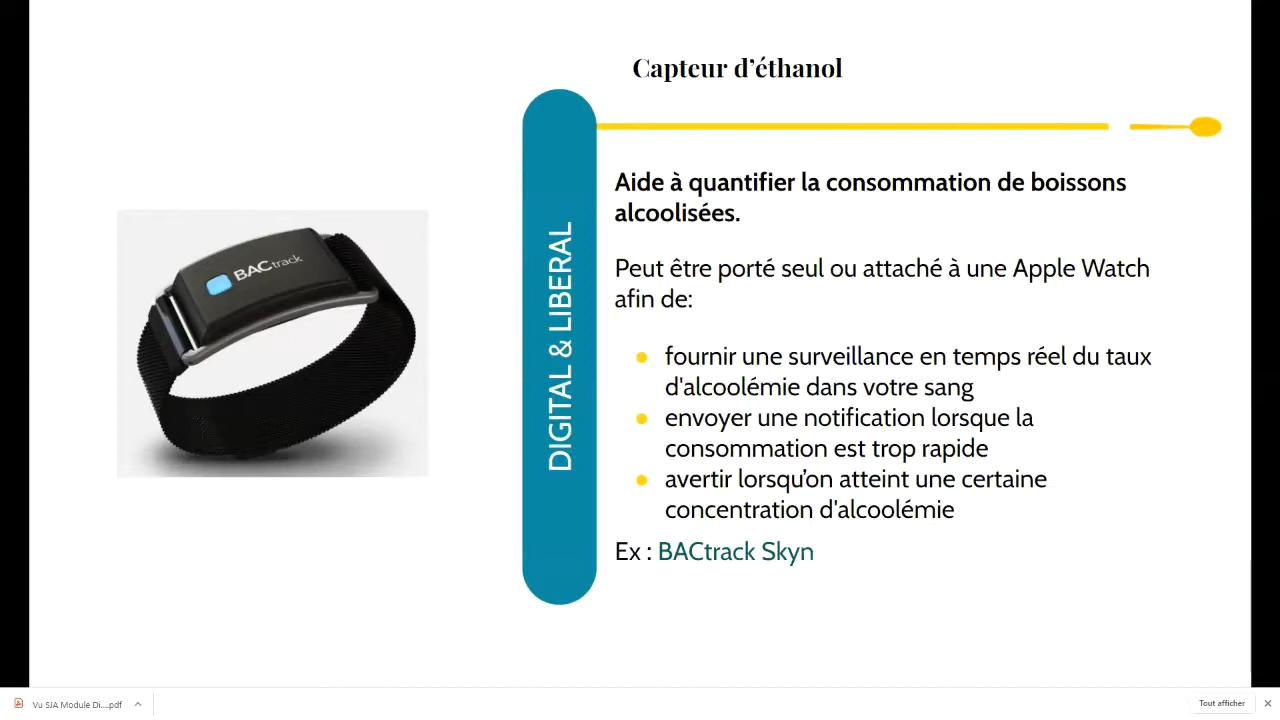 Capteur d’éthanol
DIGITAL & LIBERAL
Aide à quantifier la consommation de boissons
alcoolisées.
Peut être porté seul ou attaché à une Apple Watch
afin de:
fournir une surveillance en temps réel du taux
d'alcoolémie dans votre sang
envoyer une notification lorsque la
consommation est trop rapide
avertir lorsqu’on atteint une certaine
concentration d'alcoolémie
Ex : BACtrack Skyn
BACtrack
Vu SJA Module Di....pdf
Tout afficher